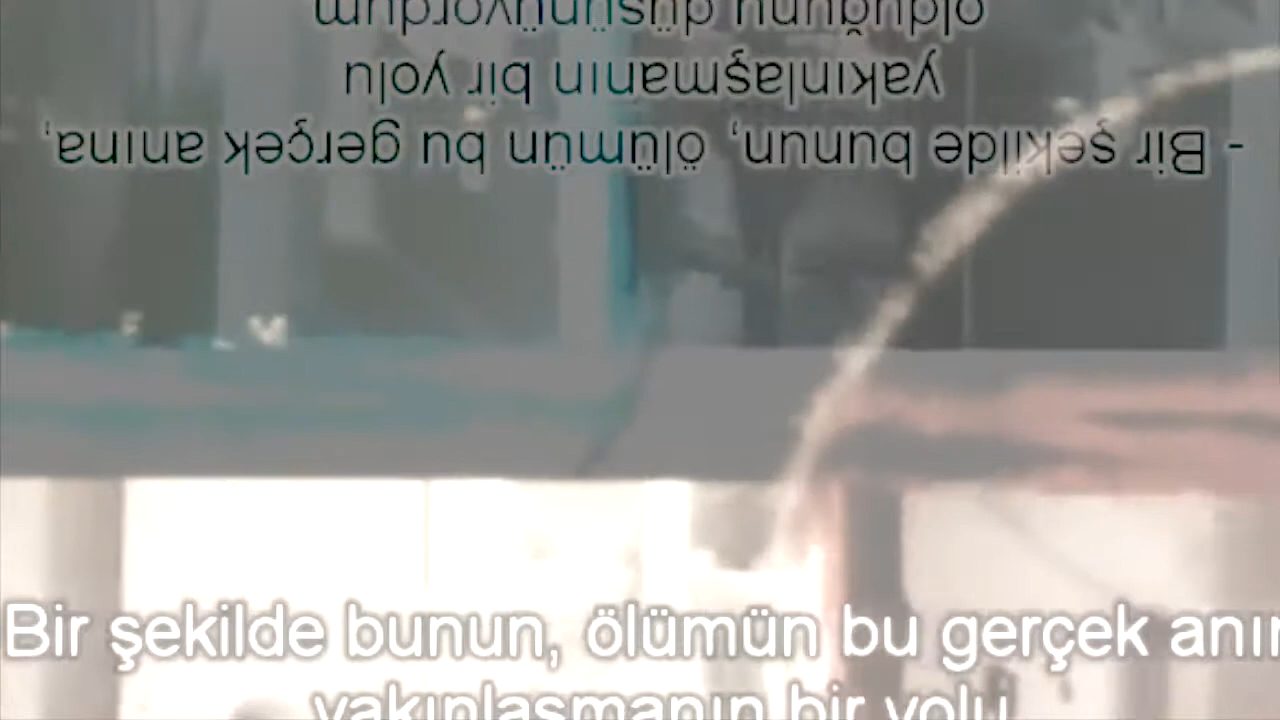 olduğunu düşünüyordum
yakınlaşmanın bir yolu
- Bir şekilde bunun, ölümün bu gerçek anına,
Bir şekilde bunun, ölümün bu gerçek anın
yakınlaşmanın bir yolu